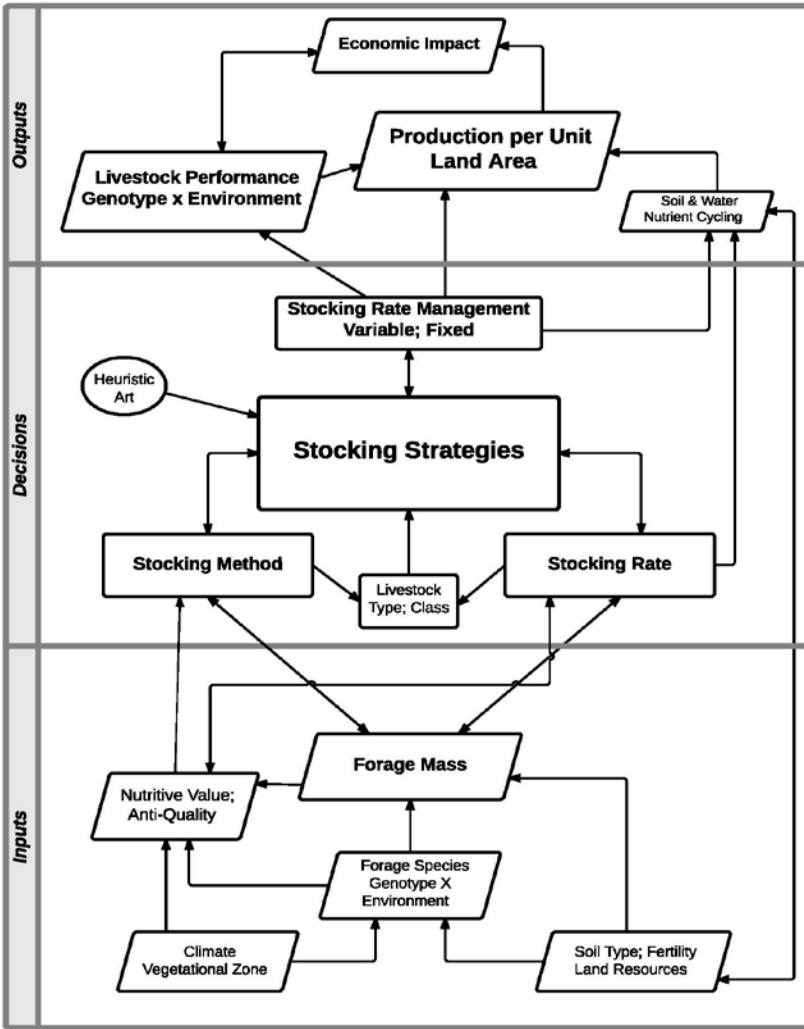 Outputs
Economic Impact
Production per Unit
Land Area
Livestock Performance
Genotype x Environment
Soil & Water
Nutrient Cycling
Decisions
Stocking Rate Management
Variable; Fixed
Heuristic
Art
Stocking Strategies
Stocking Method
Livestock
Type; Class
Stocking Rate
Inputs
Forage Mass
Nutritive Value;
Anti-Quality
Forage Species
Genotype X
Environment
Climate
Vegetational Zone
Soil Type; Fertility
Land Resources